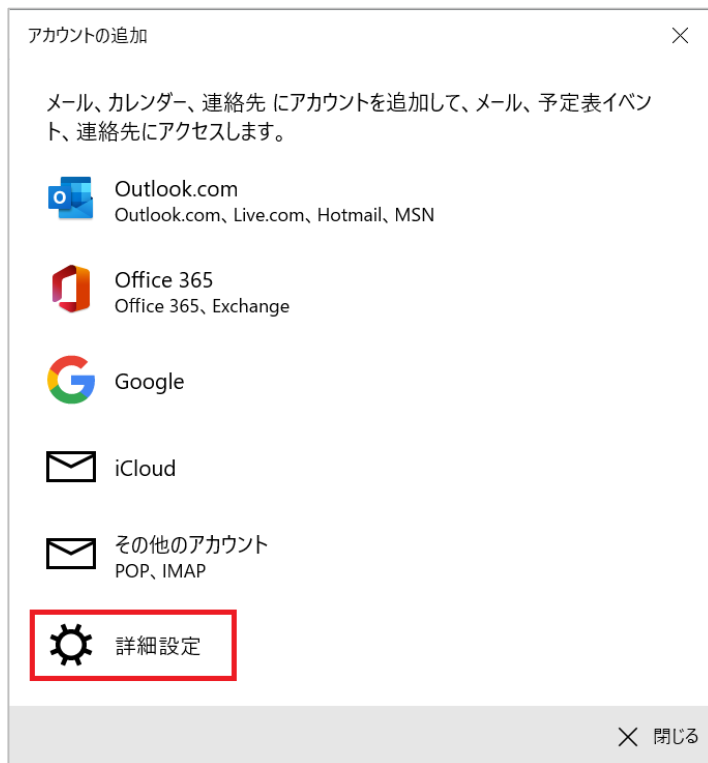 アカウントの追加
メール、カレンダー、連絡先 にアカウントを追加して、メール、予定表イベン
ト、連絡先にアクセスします。
Outlook.com
Outlook.com、Live.com、Hotmail、MSN
Office 365
Office 365、Exchange
Google
iCloud
その他のアカウント
POP、IMAP
詳細設定
閉じる